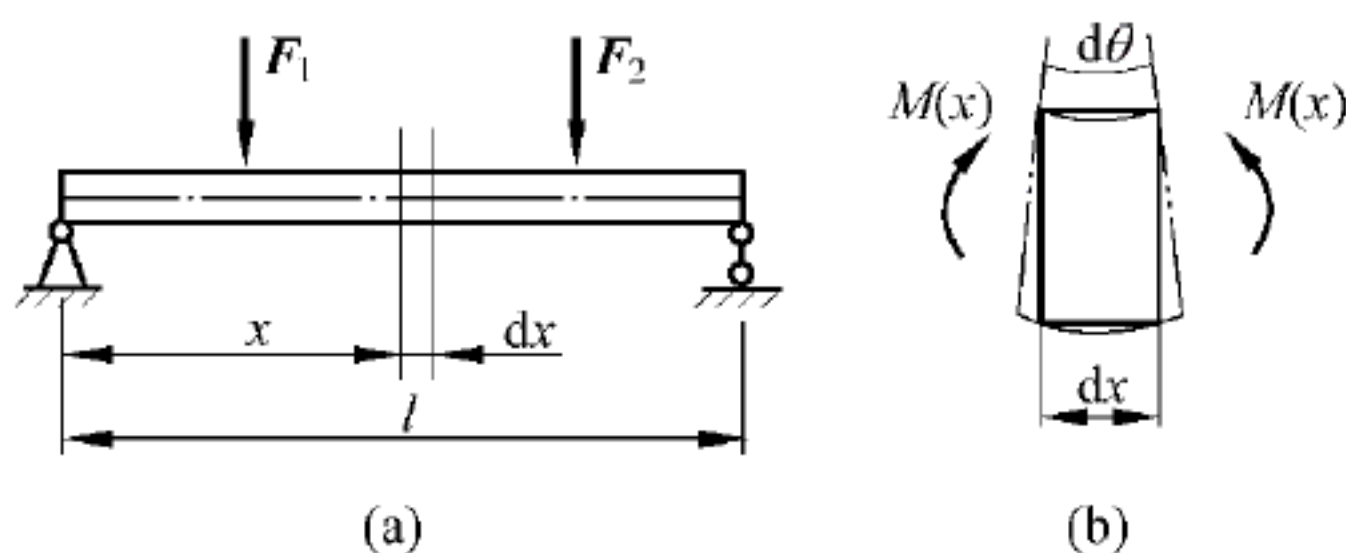 F₁ F₂
x dx
l
(a)
dθ
M(x) M(x)
dx
(b)